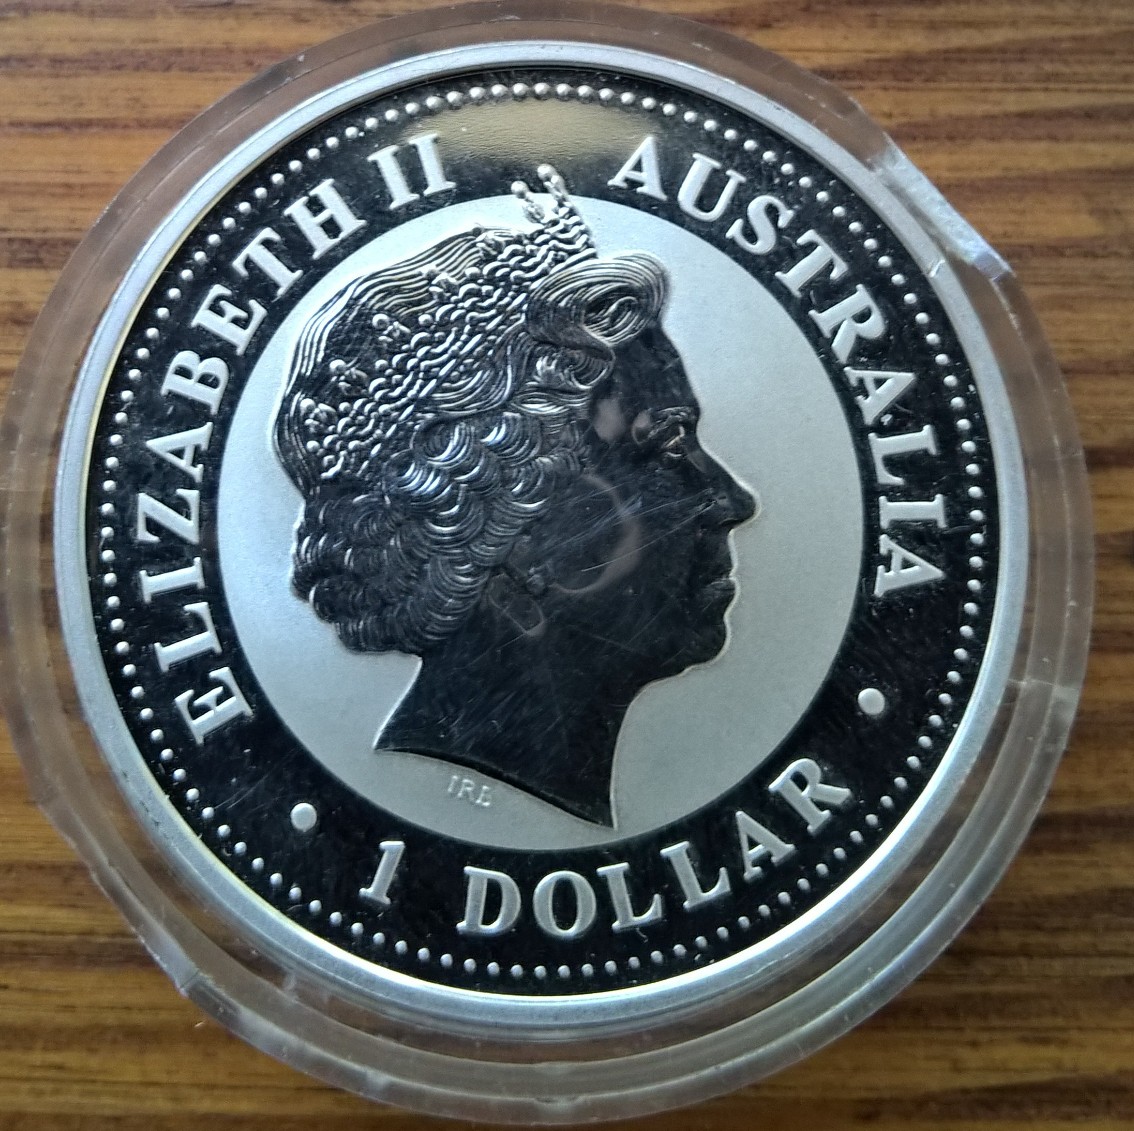 ELIZABETH II
AUSTRALIA
1 DOLLAR
IRB